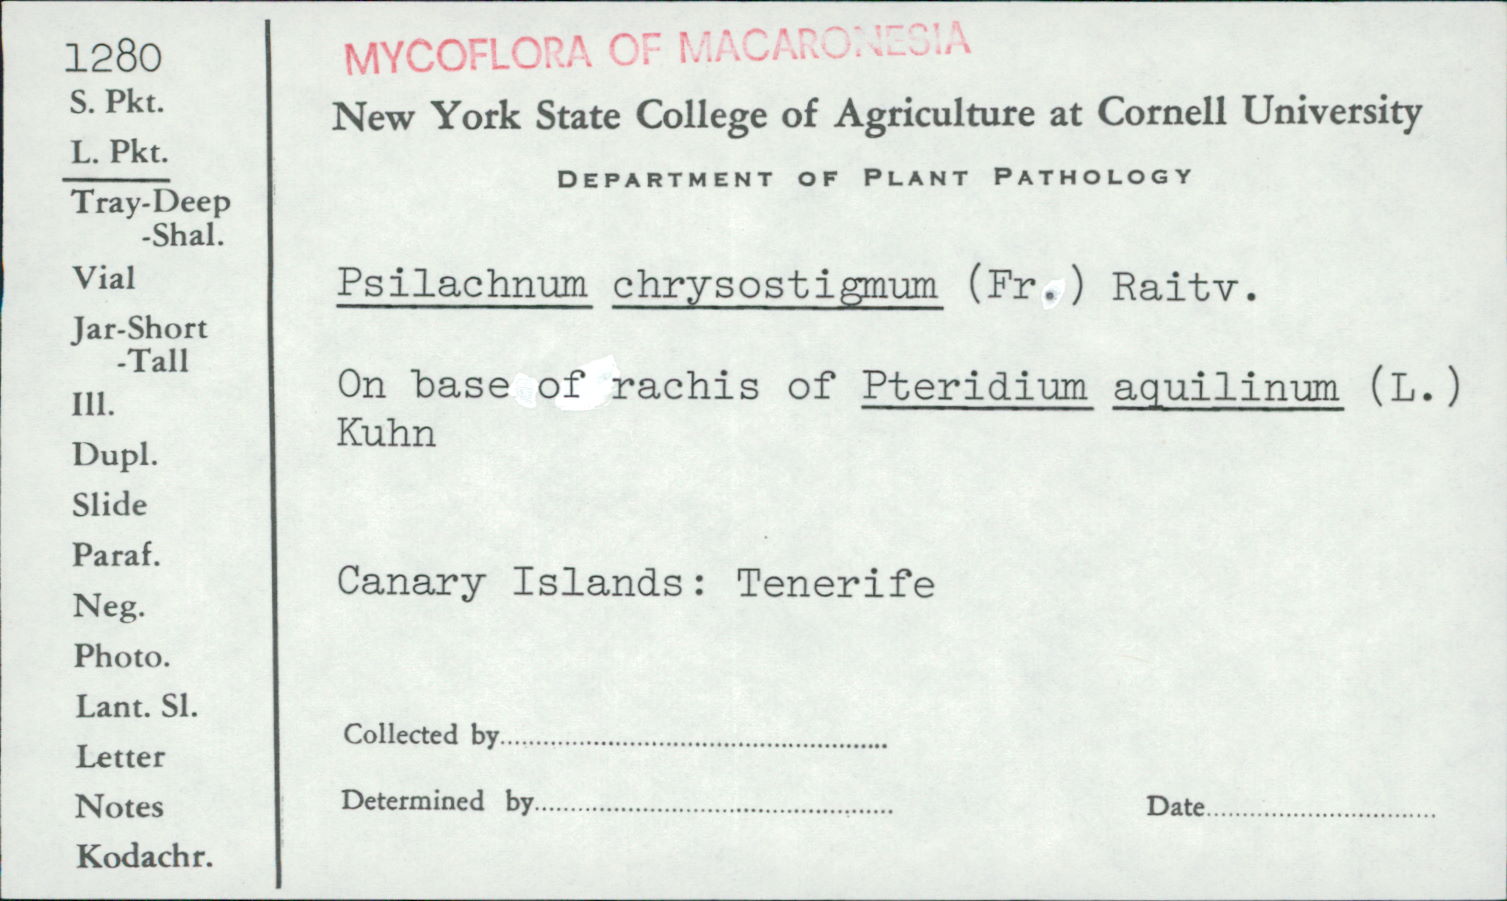 1280
S. Pkt.
L. Pkt.
Tray-Deep
-Shal.
Vial
Jar-Short
-Tall
Ill.
Dupl.
Slide
Paraf.
Neg.
Photo.
Lant. Sl.
Letter
Notes
Kodachr.
MYCOFLORA OF MACARONESIA
New York State College of Agriculture at Cornell University
DEPARTMENT OF PLANT PATHOLOGY
Psilachnum chrysostigmum (Fr.) Raitv.
On base of rachis of Pteridium aquilinum (L.)
Kuhn
Canary Islands: Tenerife
Collected by
Determined by
Date